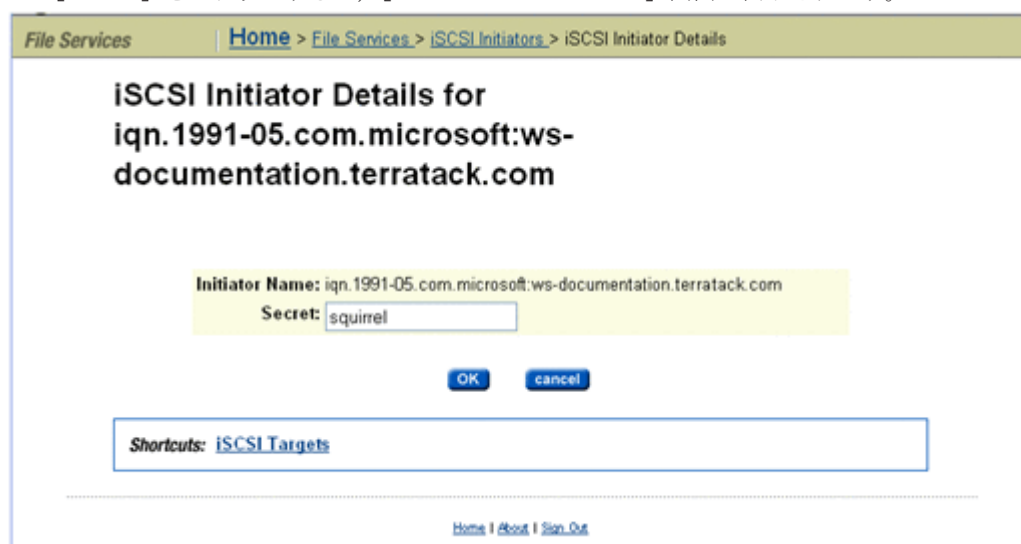 File Services Home > File Services > iSCSI Initiators > iSCSI Initiator Details
iSCSI Initiator Details for
iqn.1991-05.com.microsoft:ws-
documentation.terratack.com
Initiator Name: iqn.1991-05.com.microsoft:ws-documentation.terratack.com
Secret: squirrel
OK cancel
Shortcuts: iSCSI Targets
Home | About | Sign Out